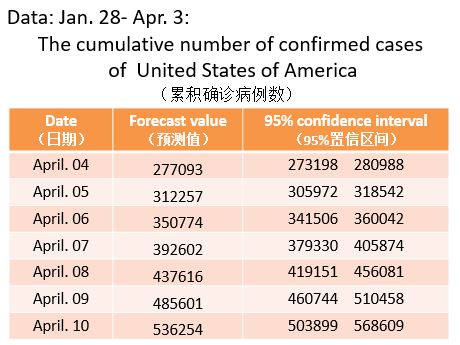 Data: Jan. 28- Apr. 3:
The cumulative number of confirmed cases
of United States of America
（累积确诊病例数）
Date Forecast value 95% confidence interval
（日期） （预测值） （95%置信区间）
April. 04 277093 273198 280988
April. 05 312257 305972 318542
April. 06 350774 341506 360042
April. 07 392602 379330 405874
April. 08 437616 419151 456081
April. 09 485601 460744 510458
April. 10 536254 503899 568609